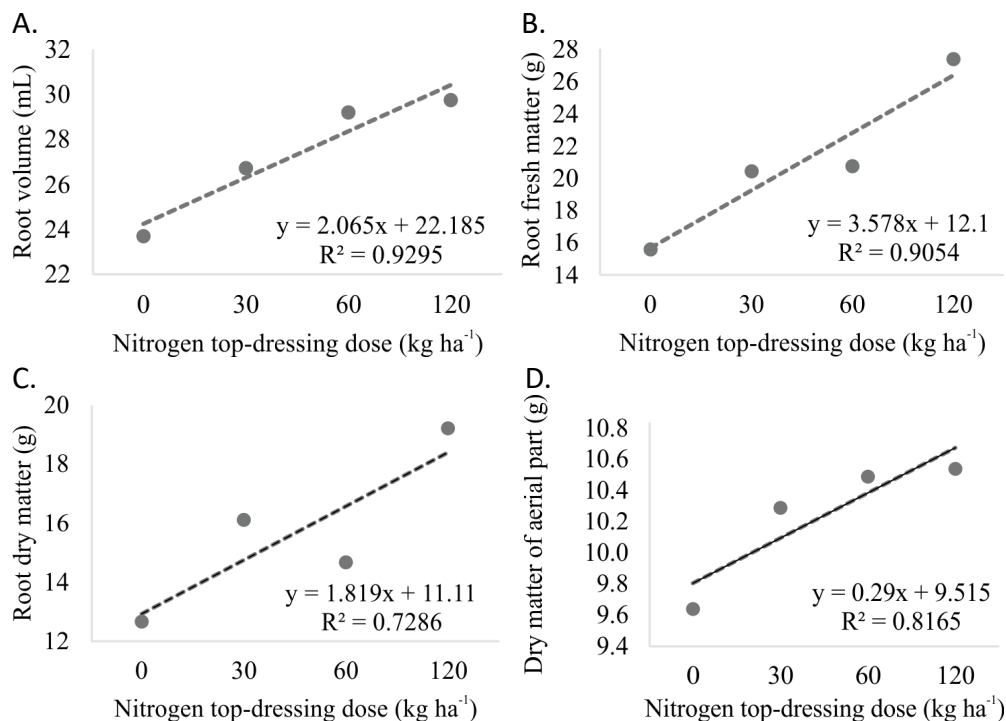 A.
Root volume (mL)
32
30
28
26
24
22
y = 2.065x + 22.185
R² = 0.9295
0 30 60 120
Nitrogen top-dressing dose (kg ha⁻¹)
B.
Root fresh matter (g)
28
26
24
22
20
18
16
14
y = 3.578x + 12.1
R² = 0.9054
0 30 60 120
Nitrogen top-dressing dose (kg ha⁻¹)
C.
Root dry matter (g)
20
18
16
14
12
y = 1.819x + 11.11
R² = 0.7286
0 30 60 120
Nitrogen top-dressing dose (kg ha⁻¹)
D.
Dry matter of aerial part (g)
10.8
10.6
10.4
10.2
10.0
9.8
9.6
9.4
y = 0.29x + 9.515
R² = 0.8165
0 30 60 120
Nitrogen top-dressing dose (kg ha⁻¹)